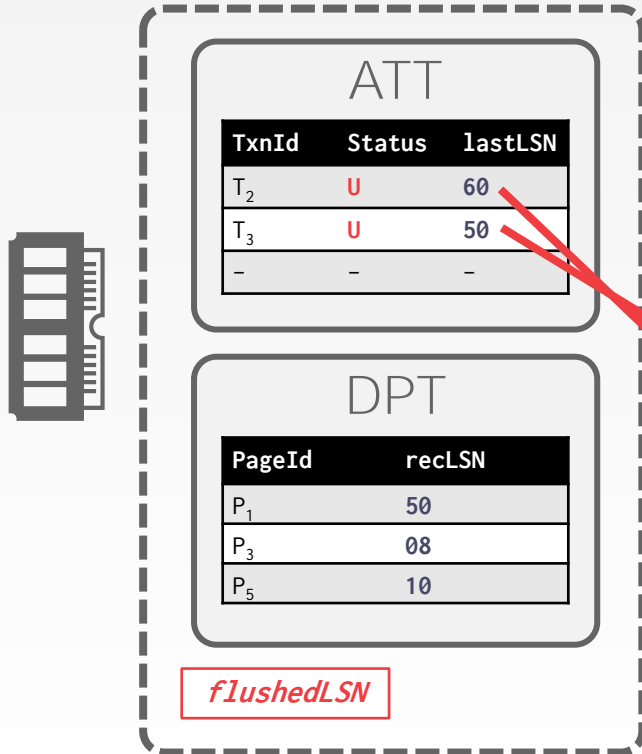 ATT
TxnId Status lastLSN
T2 U 60
T3 U 50
– – –
DPT
PageId recLSN
P1 50
P3 08
P5 10
flushedLSN